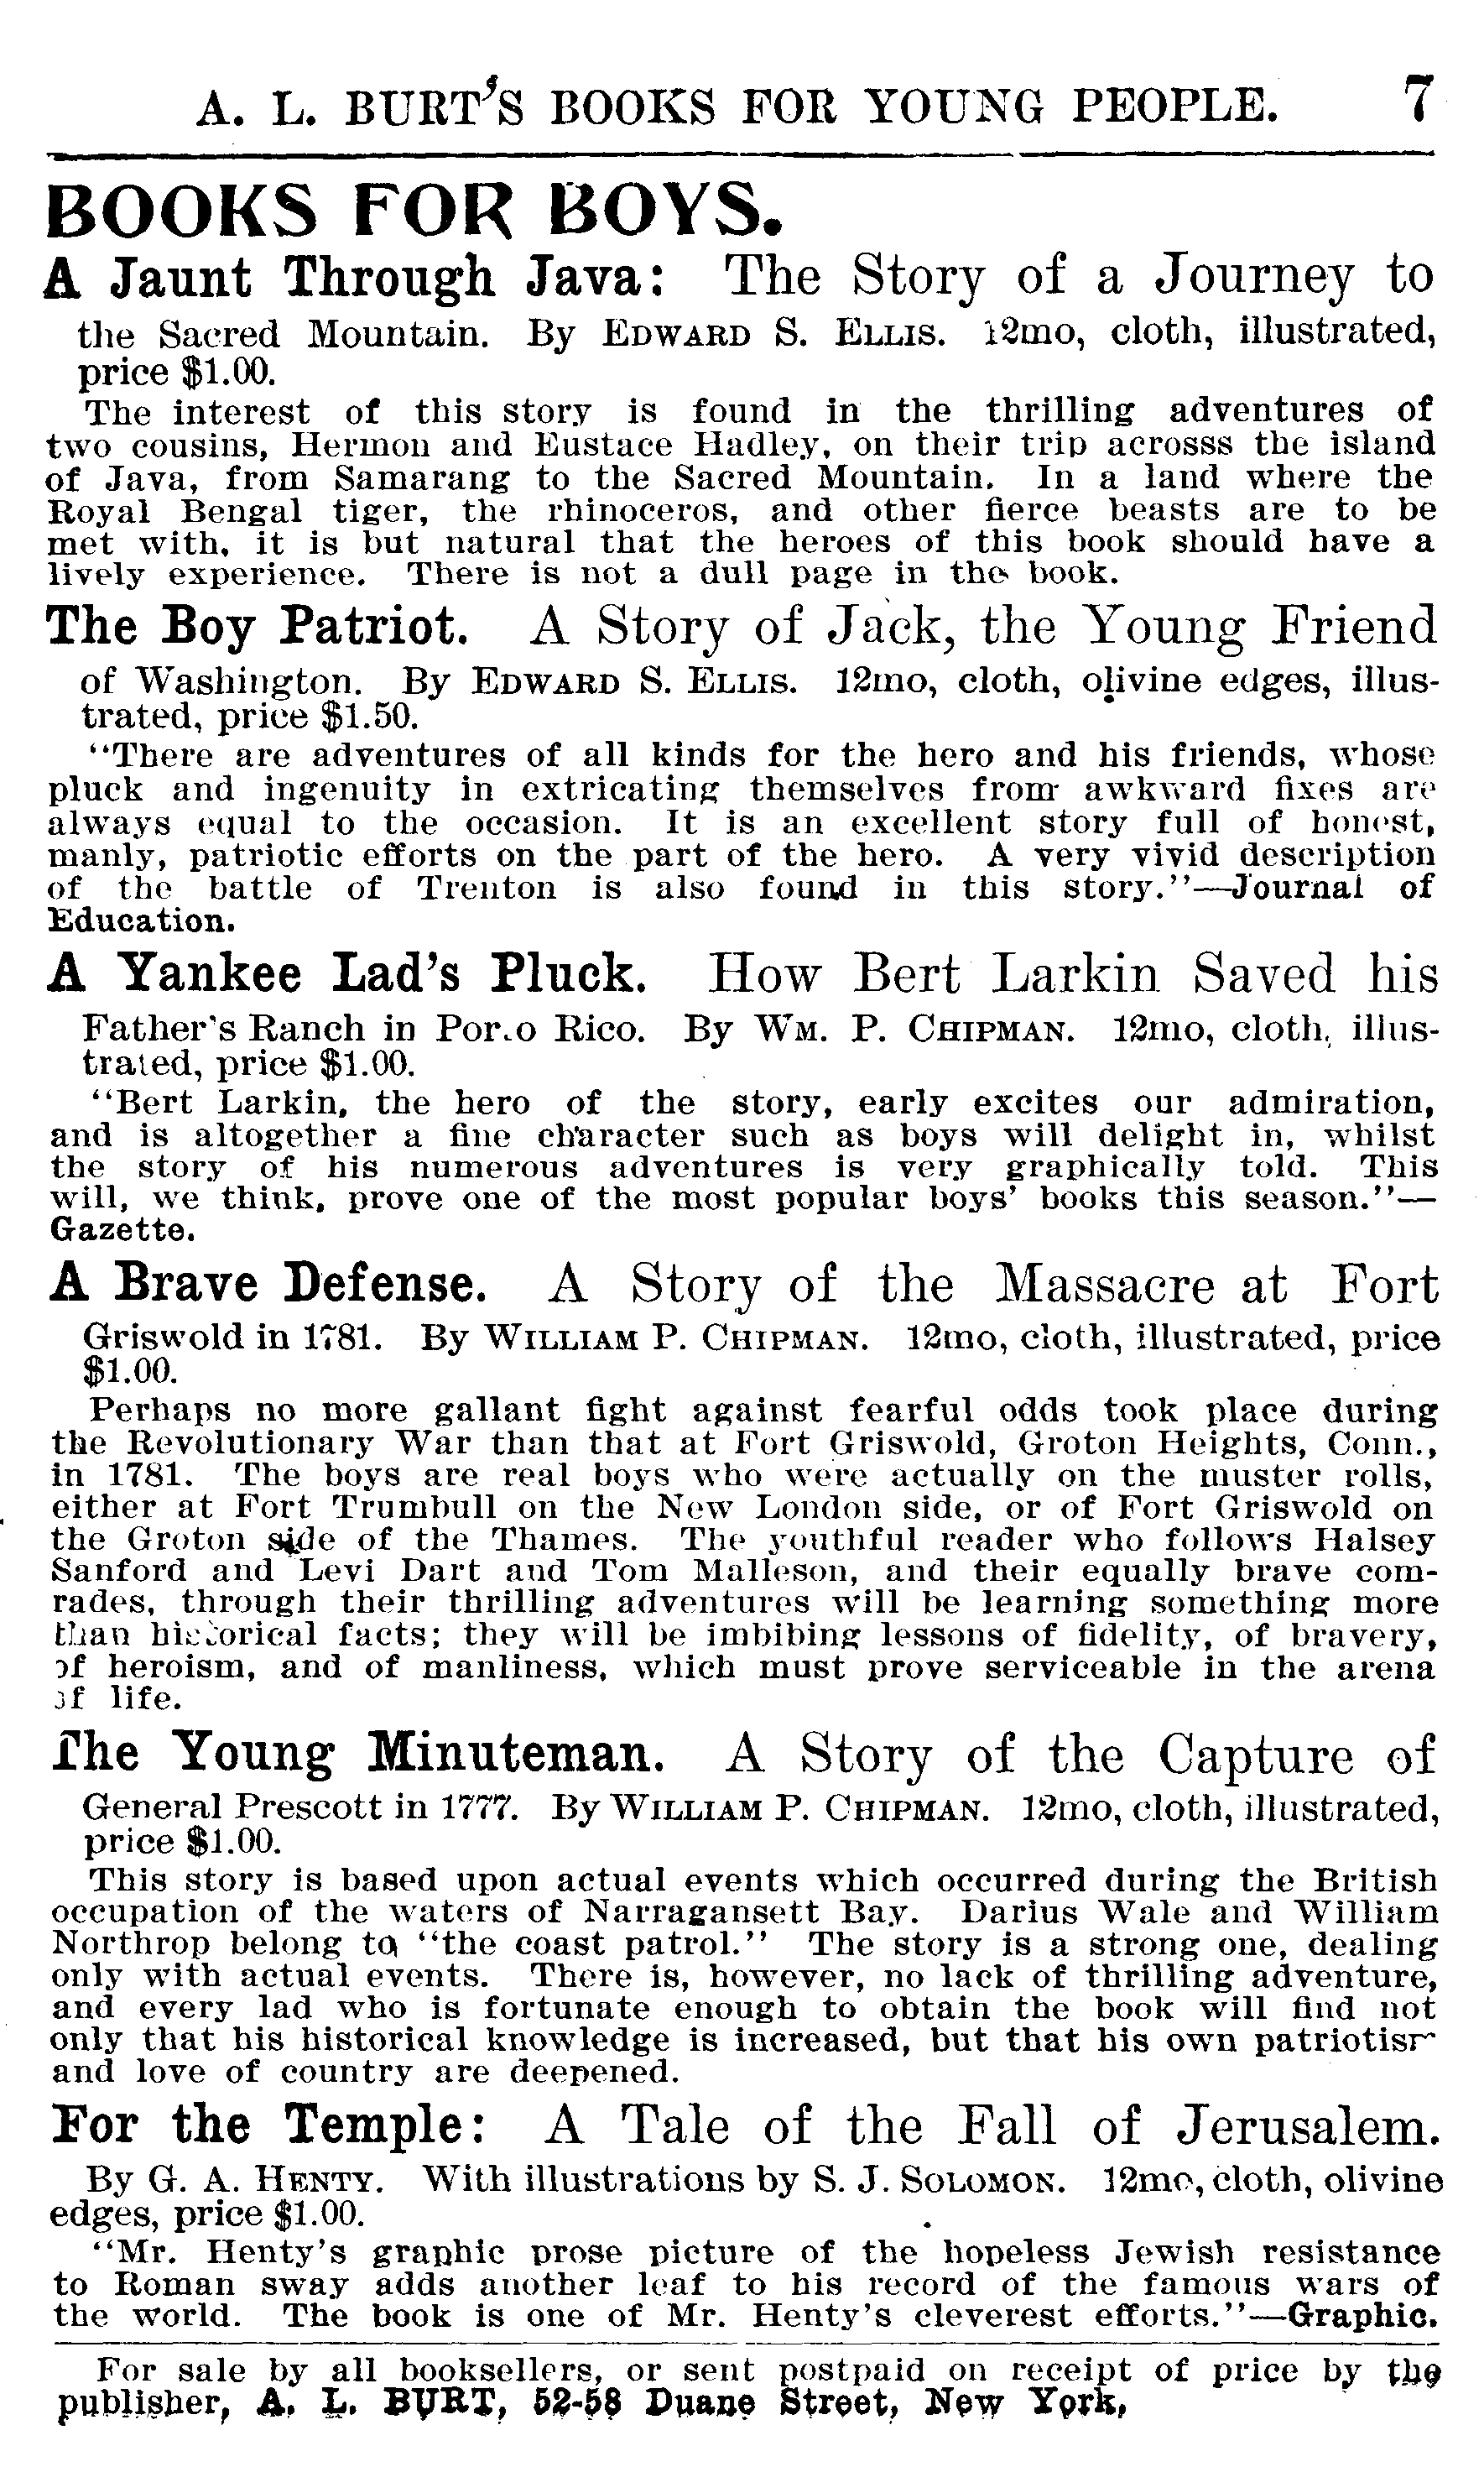 A. L. BURT'S BOOKS FOR YOUNG PEOPLE. 7
BOOKS FOR BOYS.
A Jaunt Through Java: The Story of a Journey to
the Sacred Mountain. By EDWARD S. ELLIS. 12mo, cloth, illustrated,
price $1.00.
The interest of this story is found in the thrilling adventures of
two cousins, Hermon and Eustace Hadley, on their trip acrosss the island
of Java, from Samarang to the Sacred Mountain. In a land where the
Royal Bengal tiger, the rhinoceros, and other fierce beasts are to be
met with, it is but natural that the heroes of this book should have a
lively experience. There is not a dull page in the book.
The Boy Patriot. A Story of Jack, the Young Friend
of Washington. By EDWARD S. ELLIS. 12mo, cloth, olivine edges, illus-
trated, price $1.50.
"There are adventures of all kinds for the hero and his friends, whose
pluck and ingenuity in extricating themselves from awkward fixes are
always equal to the occasion. It is an excellent story full of honest,
manly, patriotic efforts on the part of the hero. A very vivid description
of the battle of Trenton is also found in this story."—Journal of
Education.
A Yankee Lad's Pluck. How Bert Larkin Saved his
Father's Ranch in Porto Rico. By WM. P. CHIPMAN. 12mo, cloth, illus-
trated, price $1.00.
"Bert Larkin, the hero of the story, early excites our admiration,
and is altogether a fine character such as boys will delight in, whilst
the story of his numerous adventures is very graphically told. This
will, we think, prove one of the most popular boys' books this season."—
Gazette.
A Brave Defense. A Story of the Massacre at Fort
Griswold in 1781. By WILLIAM P. CHIPMAN. 12mo, cloth, illustrated, price
$1.00.
Perhaps no more gallant fight against fearful odds took place during
the Revolutionary War than that at Fort Griswold, Groton Heights, Conn.,
in 1781. The boys are real boys who were actually on the muster rolls,
either at Fort Trumbull on the New London side, or of Fort Griswold on
the Groton side of the Thames. The youthful reader who follows Halsey
Sanford and Levi Dart and Tom Malleson, and their equally brave com-
rades, through their thrilling adventures will be learning something more
than historical facts; they will be imbibing lessons of fidelity, of bravery,
of heroism, and of manliness, which must prove serviceable in the arena
of life.
The Young Minuteman. A Story of the Capture of
General Prescott in 1777. By WILLIAM P. CHIPMAN. 12mo, cloth, illustrated,
price $1.00.
This story is based upon actual events which occurred during the British
occupation of the waters of Narragansett Bay. Darius Wale and William
Northrop belong to "the coast patrol." The story is a strong one, dealing
only with actual events. There is, however, no lack of thrilling adventure,
and every lad who is fortunate enough to obtain the book will find not
only that his historical knowledge is increased, but that his own patriotism
and love of country are deepened.
For the Temple: A Tale of the Fall of Jerusalem.
By G. A. HENTY. With illustrations by S. J. SOLOMON. 12mo, cloth, olivine
edges, price $1.00.
"Mr. Henty's graphic prose picture of the hopeless Jewish resistance
to Roman sway adds another leaf to his record of the famous wars of
the world. The book is one of Mr. Henty's cleverest efforts."—Graphic.
For sale by all booksellers, or sent postpaid on receipt of price by the
publisher, A. L. BURT, 52-58 Duane Street, New York,